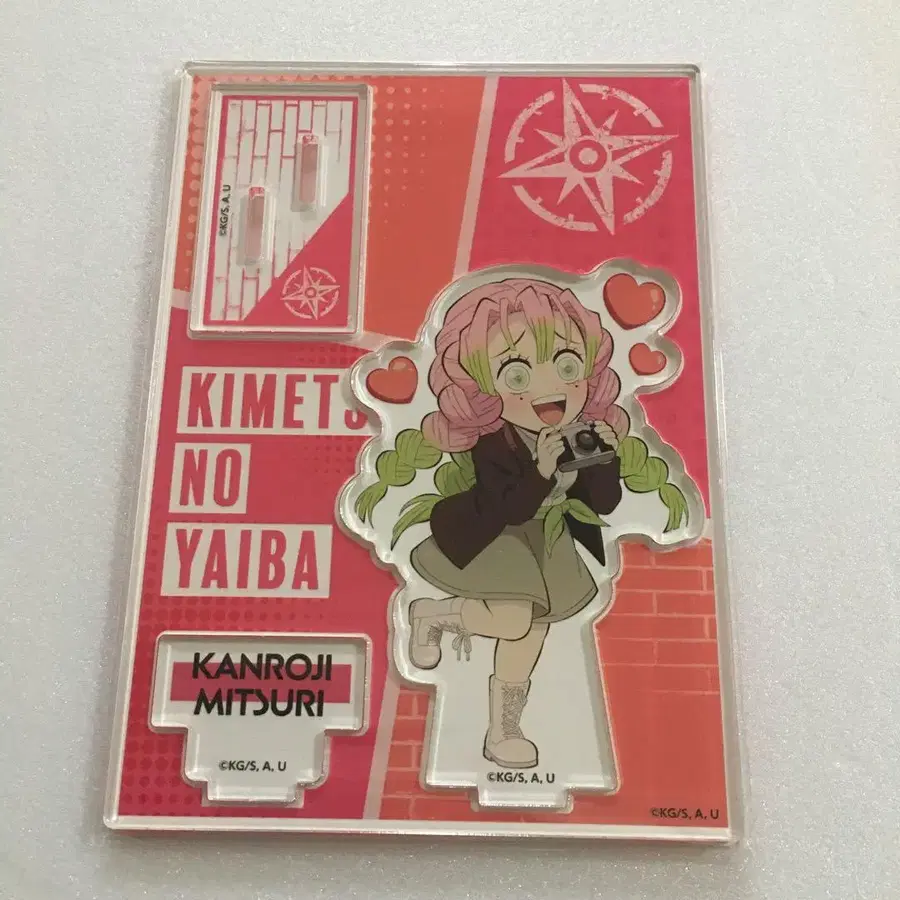 ©KG/S, A, U
KIMETS
NO
YAIBA
KANROJI
MITSURI
©KG/S, A, U
©KG/S, A, U
©KG/S, A, U